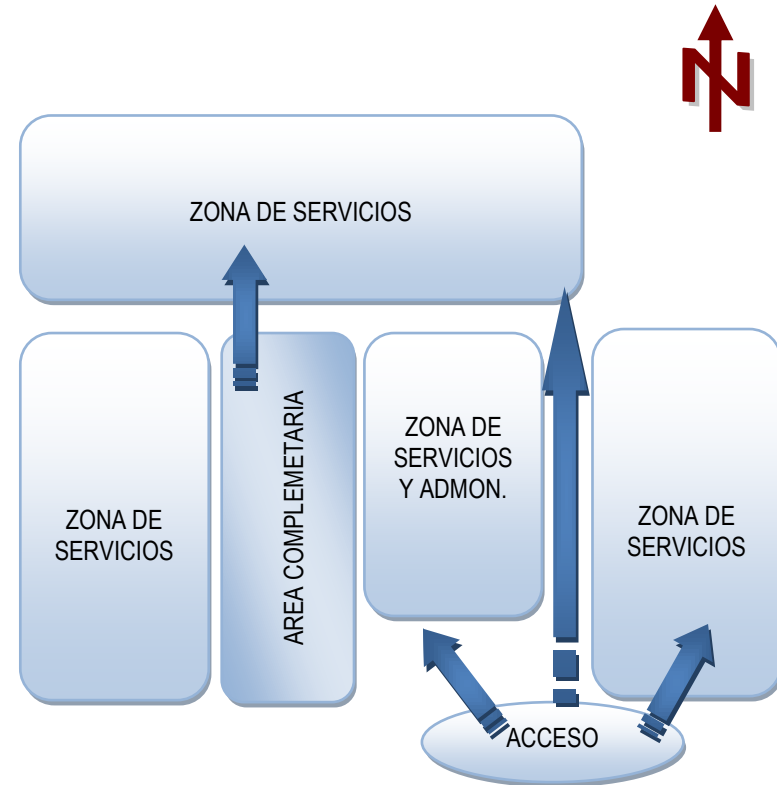 N
ZONA DE SERVICIOS
ZONA DE
SERVICIOS
AREA COMPLEMETARIA
ZONA DE
SERVICIOS
Y ADMON.
ZONA DE
SERVICIOS
ACCESO